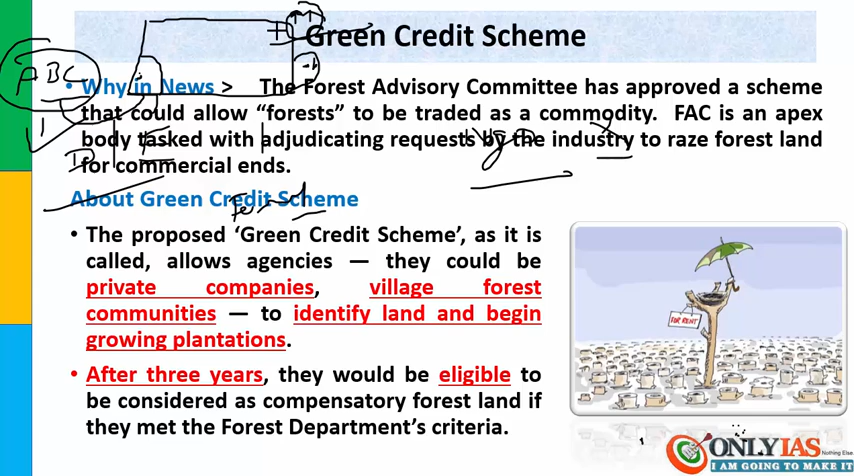 Green Credit Scheme
ABC
• Why in News > The Forest Advisory Committee has approved a scheme
that could allow “forests” to be traded as a commodity. FAC is an apex
body tasked with adjudicating requests by the industry to raze forest land
for commercial ends.
About Green Credit Scheme
• The proposed ‘Green Credit Scheme’, as it is
called, allows agencies — they could be
private companies, village forest
communities — to identify land and begin
growing plantations.
• After three years, they would be eligible to
be considered as compensatory forest land if
they met the Forest Department’s criteria.
FOR RENT
ONLYIAS
Nothing Else
I AM GOING TO MAKE IT